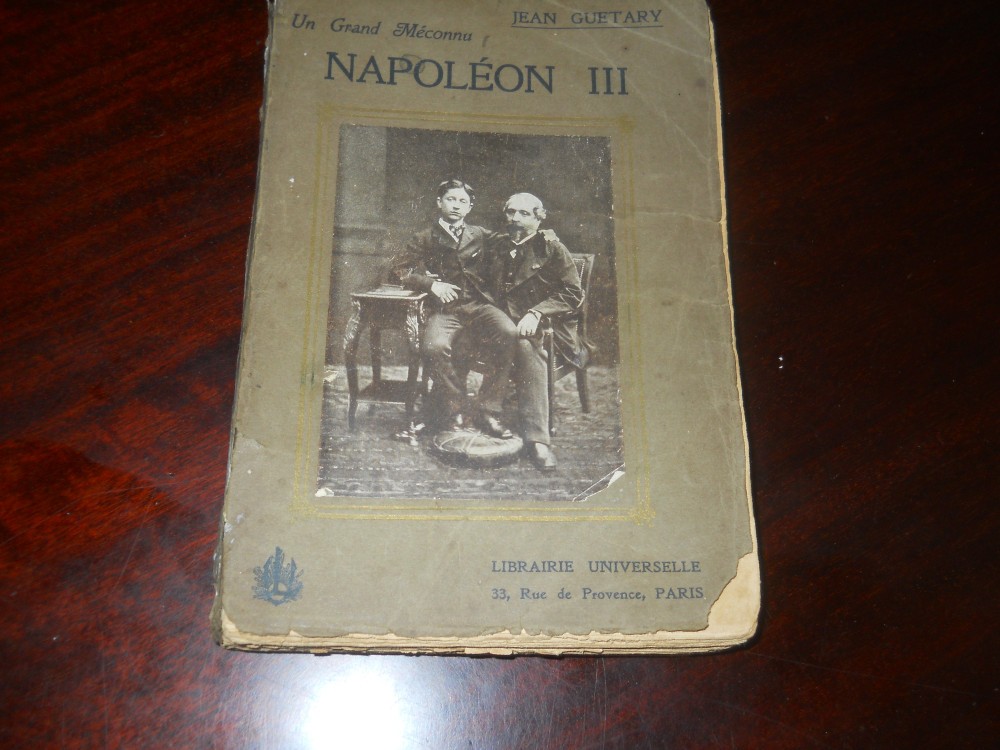 JEAN GUETARY
Un Grand Méconnu
NAPOLÉON III
LIBRAIRIE UNIVERSELLE
33, Rue de Provence, PARIS